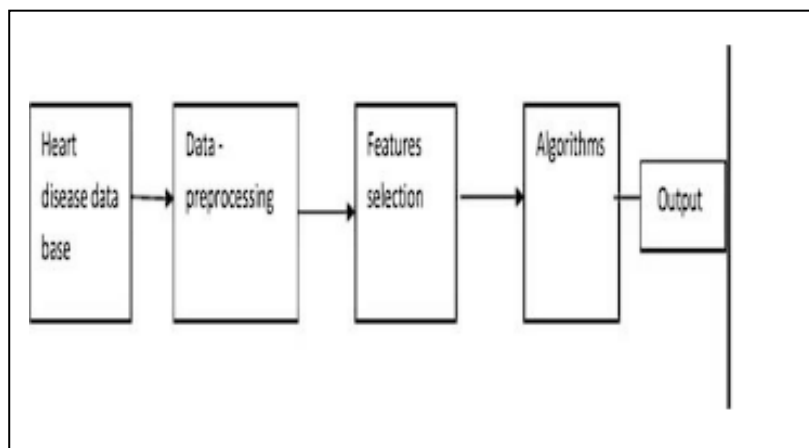 Heart
disease data
base
Data -
preprocessing
Features
selection
Algorithms
Output